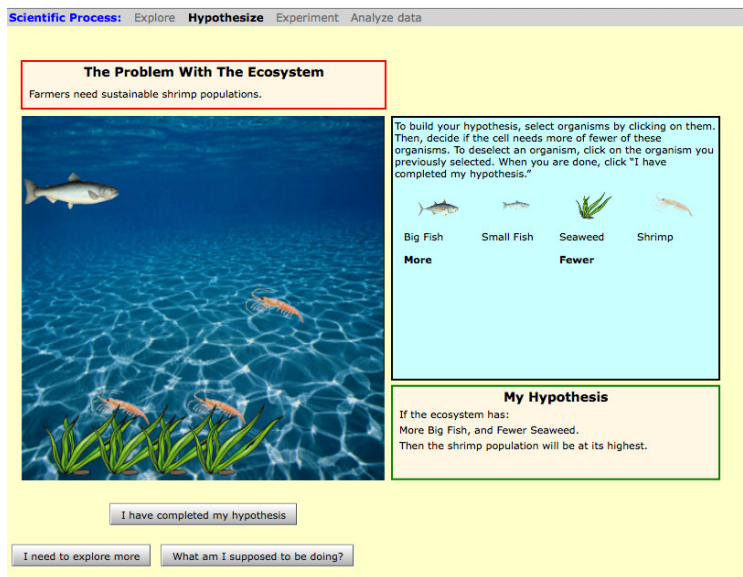 Scientific Process: Explore Hypothesize Experiment Analyze data
The Problem With The Ecosystem
Farmers need sustainable shrimp populations.
To build your hypothesis, select organisms by clicking on them.
Then, decide if the cell needs more of fewer of these
organisms. To deselect an organism, click on the organism you
previously selected. When you are done, click “I have
completed my hypothesis.”
Big Fish Small Fish Seaweed Shrimp
More Fewer
My Hypothesis
If the ecosystem has:
More Big Fish, and Fewer Seaweed.
Then the shrimp population will be at its highest.
I have completed my hypothesis
I need to explore more What am I supposed to be doing?